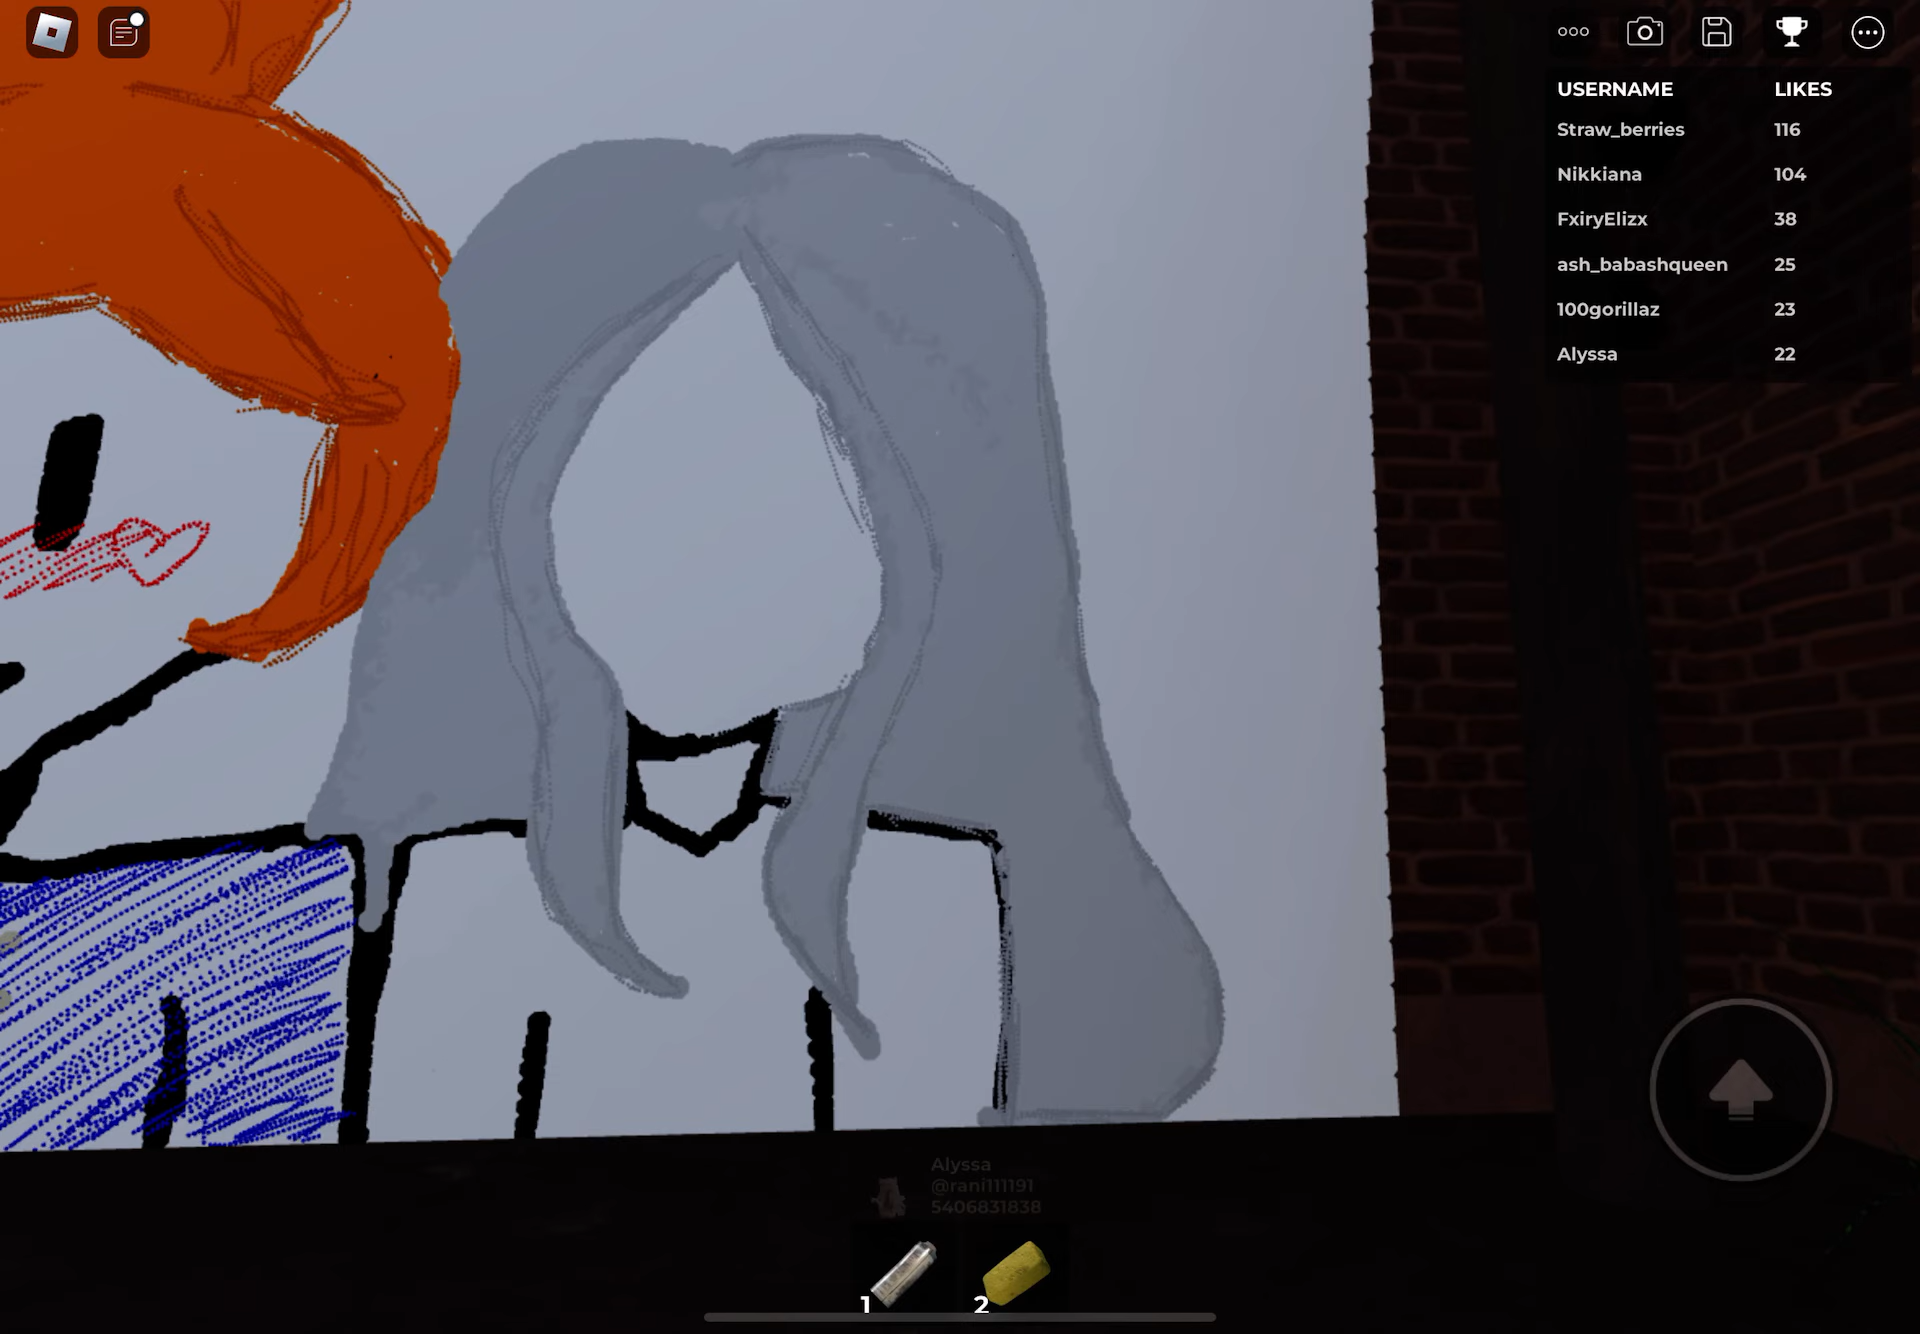 USERNAME LIKES
Straw_berries 116
Nikkiana 104
FxiryElizx 38
ash_babashqueen 25
100gorillaz 23
Alyssa 22
Alyssa
@rani111191
5406831838
1 2